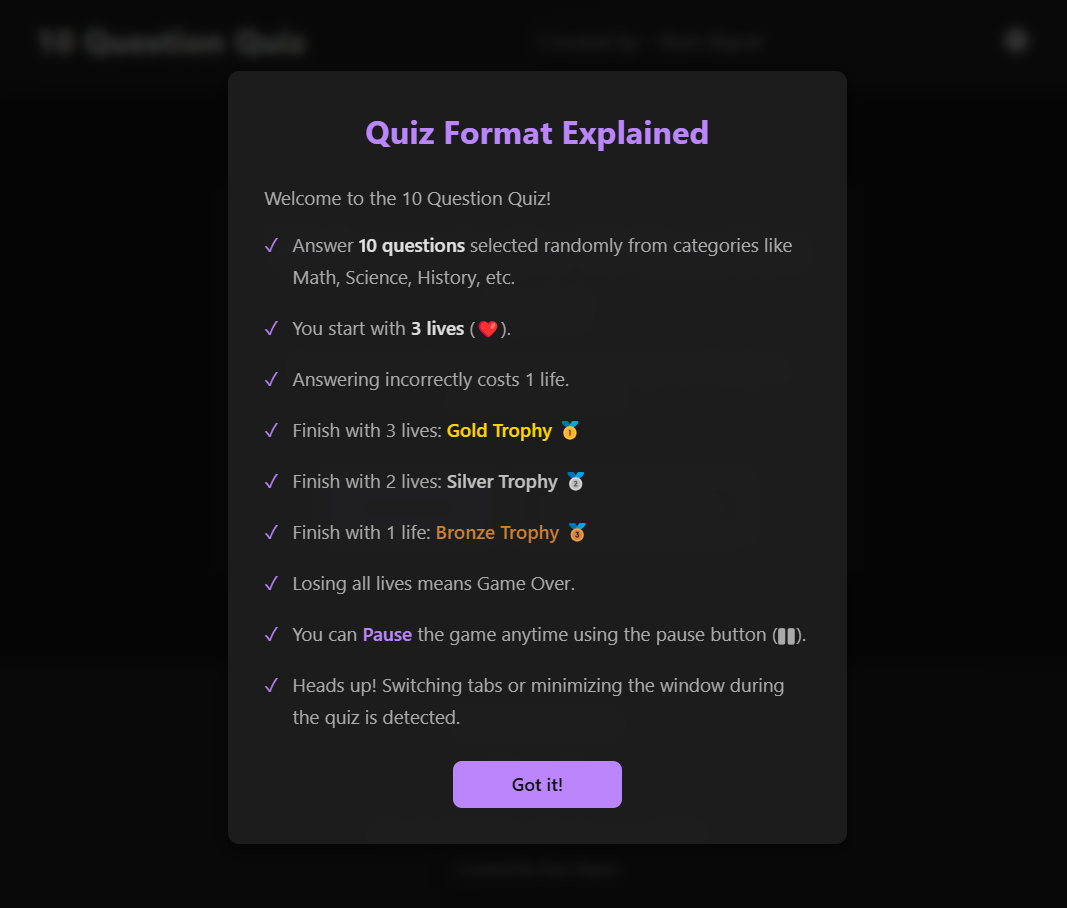 10 Question Quiz
Quiz Format Explained
Welcome to the 10 Question Quiz!
✓ Answer 10 questions selected randomly from categories like
Math, Science, History, etc.
✓ You start with 3 lives (❤️).
✓ Answering incorrectly costs 1 life.
✓ Finish with 3 lives: Gold Trophy 🥇
✓ Finish with 2 lives: Silver Trophy 🥈
✓ Finish with 1 life: Bronze Trophy 🥉
✓ Losing all lives means Game Over.
✓ You can Pause the game anytime using the pause button (⏸).
✓ Heads up! Switching tabs or minimizing the window during
the quiz is detected.
Got it!